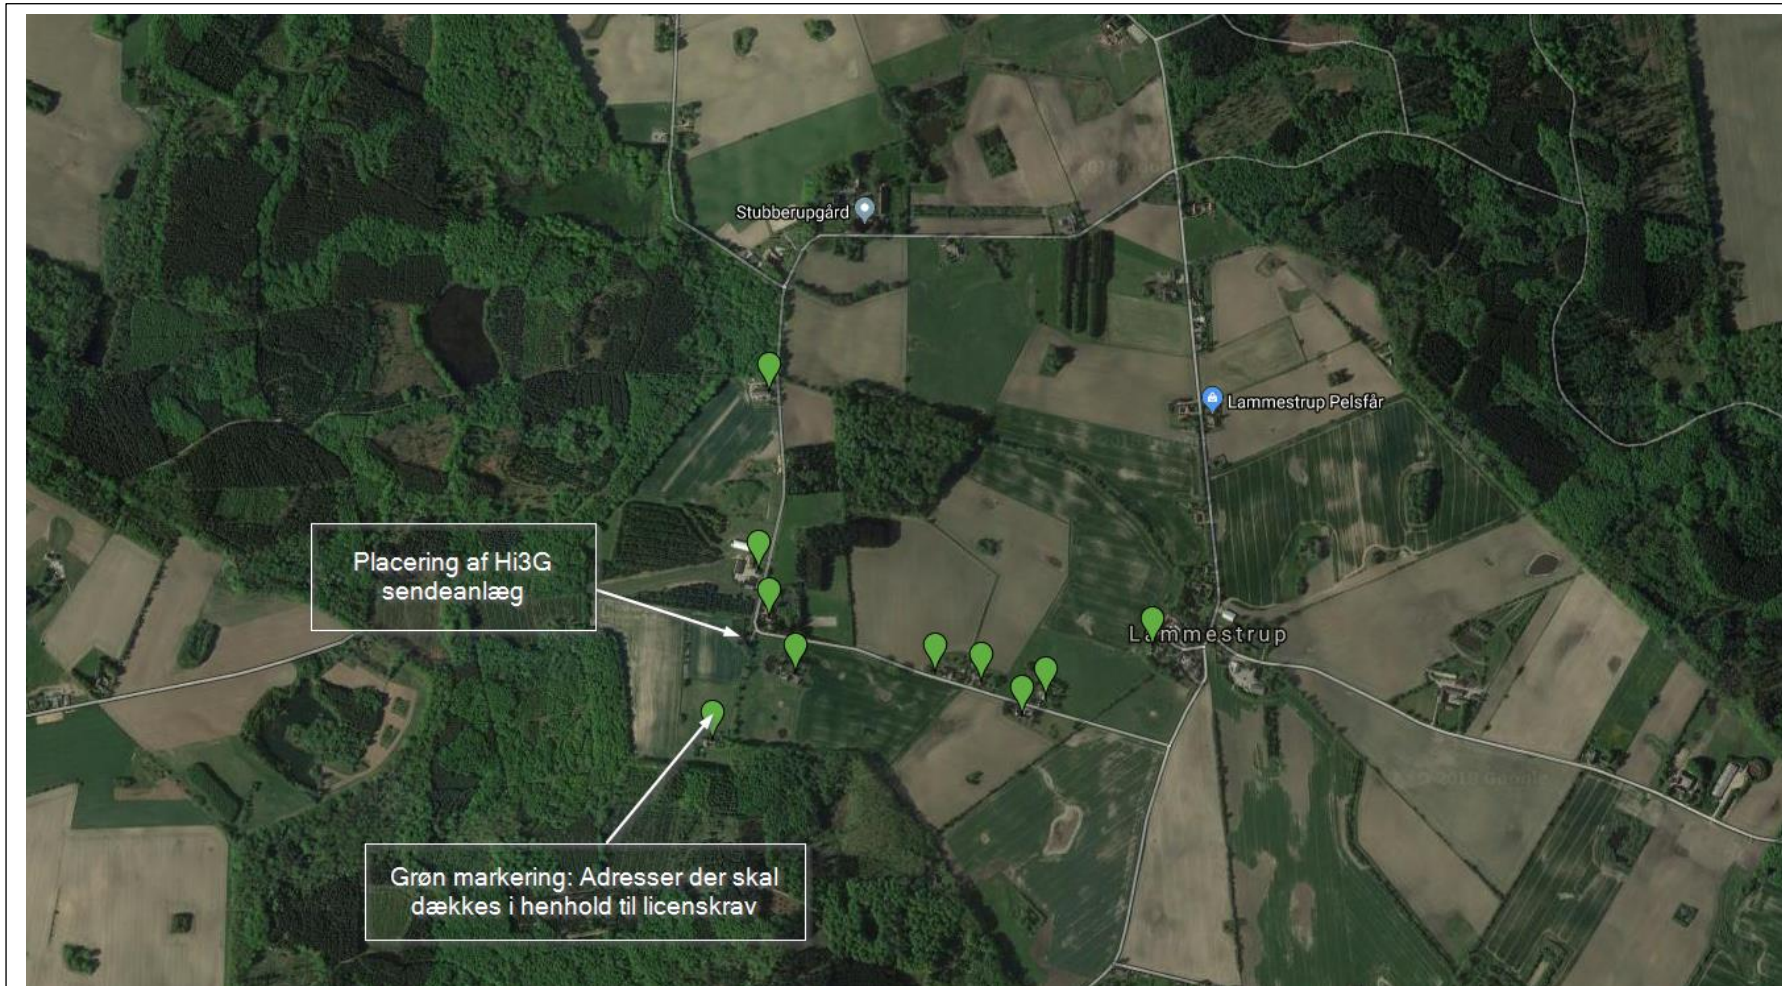 Stubberupgård
Lammestrup Pelsfår
Placering af Hi3G
sendeanlæg
Lammestrup
Grøn markering: Adresser der skal
dækkes i henhold til licenskrav